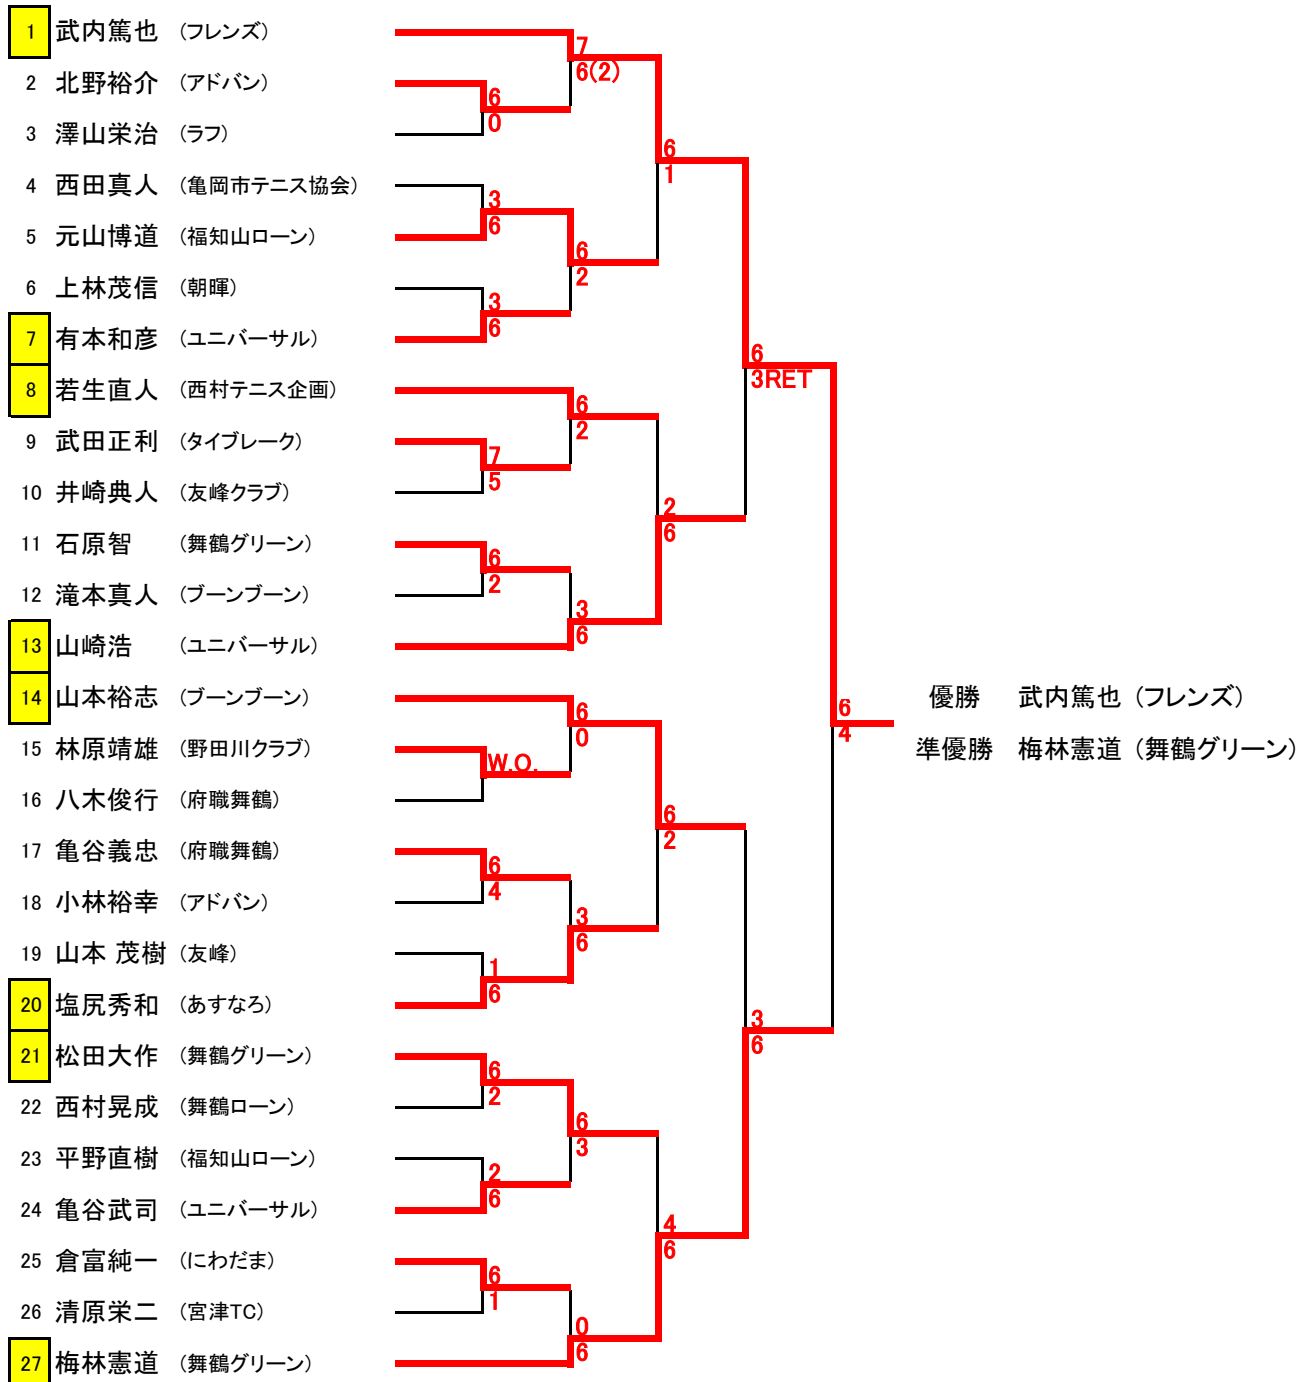 1 武内篤也 (フレンズ)
7
6(2)
2 北野裕介 (アドバン)
6
0
3 澤山栄治 (ラフ)
6
1
4 西田真人 (亀岡市テニス協会)
3
6
5 元山博道 (福知山ローン)
6
2
6 上林茂信 (朝暉)
3
6
7 有本和彦 (ユニバーサル)
6
3RET
8 若生直人 (西村テニス企画)
6
2
9 武田正利 (タイブレーク)
7
5
10 井崎典人 (友峰クラブ)
2
6
11 石原智 (舞鶴グリーン)
6
2
12 滝本真人 (ブーンブーン)
3
6
13 山崎浩 (ユニバーサル)
14 山本裕志 (ブーンブーン)
6
0
6
4
優勝 武内篤也 (フレンズ)
準優勝 梅林憲道 (舞鶴グリーン)
15 林原靖雄 (野田川クラブ)
W.O.
16 八木俊行 (府職舞鶴)
6
2
17 亀谷義忠 (府職舞鶴)
6
4
18 小林裕幸 (アドバン)
3
6
19 山本 茂樹 (友峰)
1
6
20 塩尻秀和 (あすなろ)
3
6
21 松田大作 (舞鶴グリーン)
6
2
22 西村晃成 (舞鶴ローン)
6
3
23 平野直樹 (福知山ローン)
2
6
24 亀谷武司 (ユニバーサル)
4
6
25 倉富純一 (にわだま)
6
1
26 清原栄二 (宮津TC)
0
6
27 梅林憲道 (舞鶴グリーン)